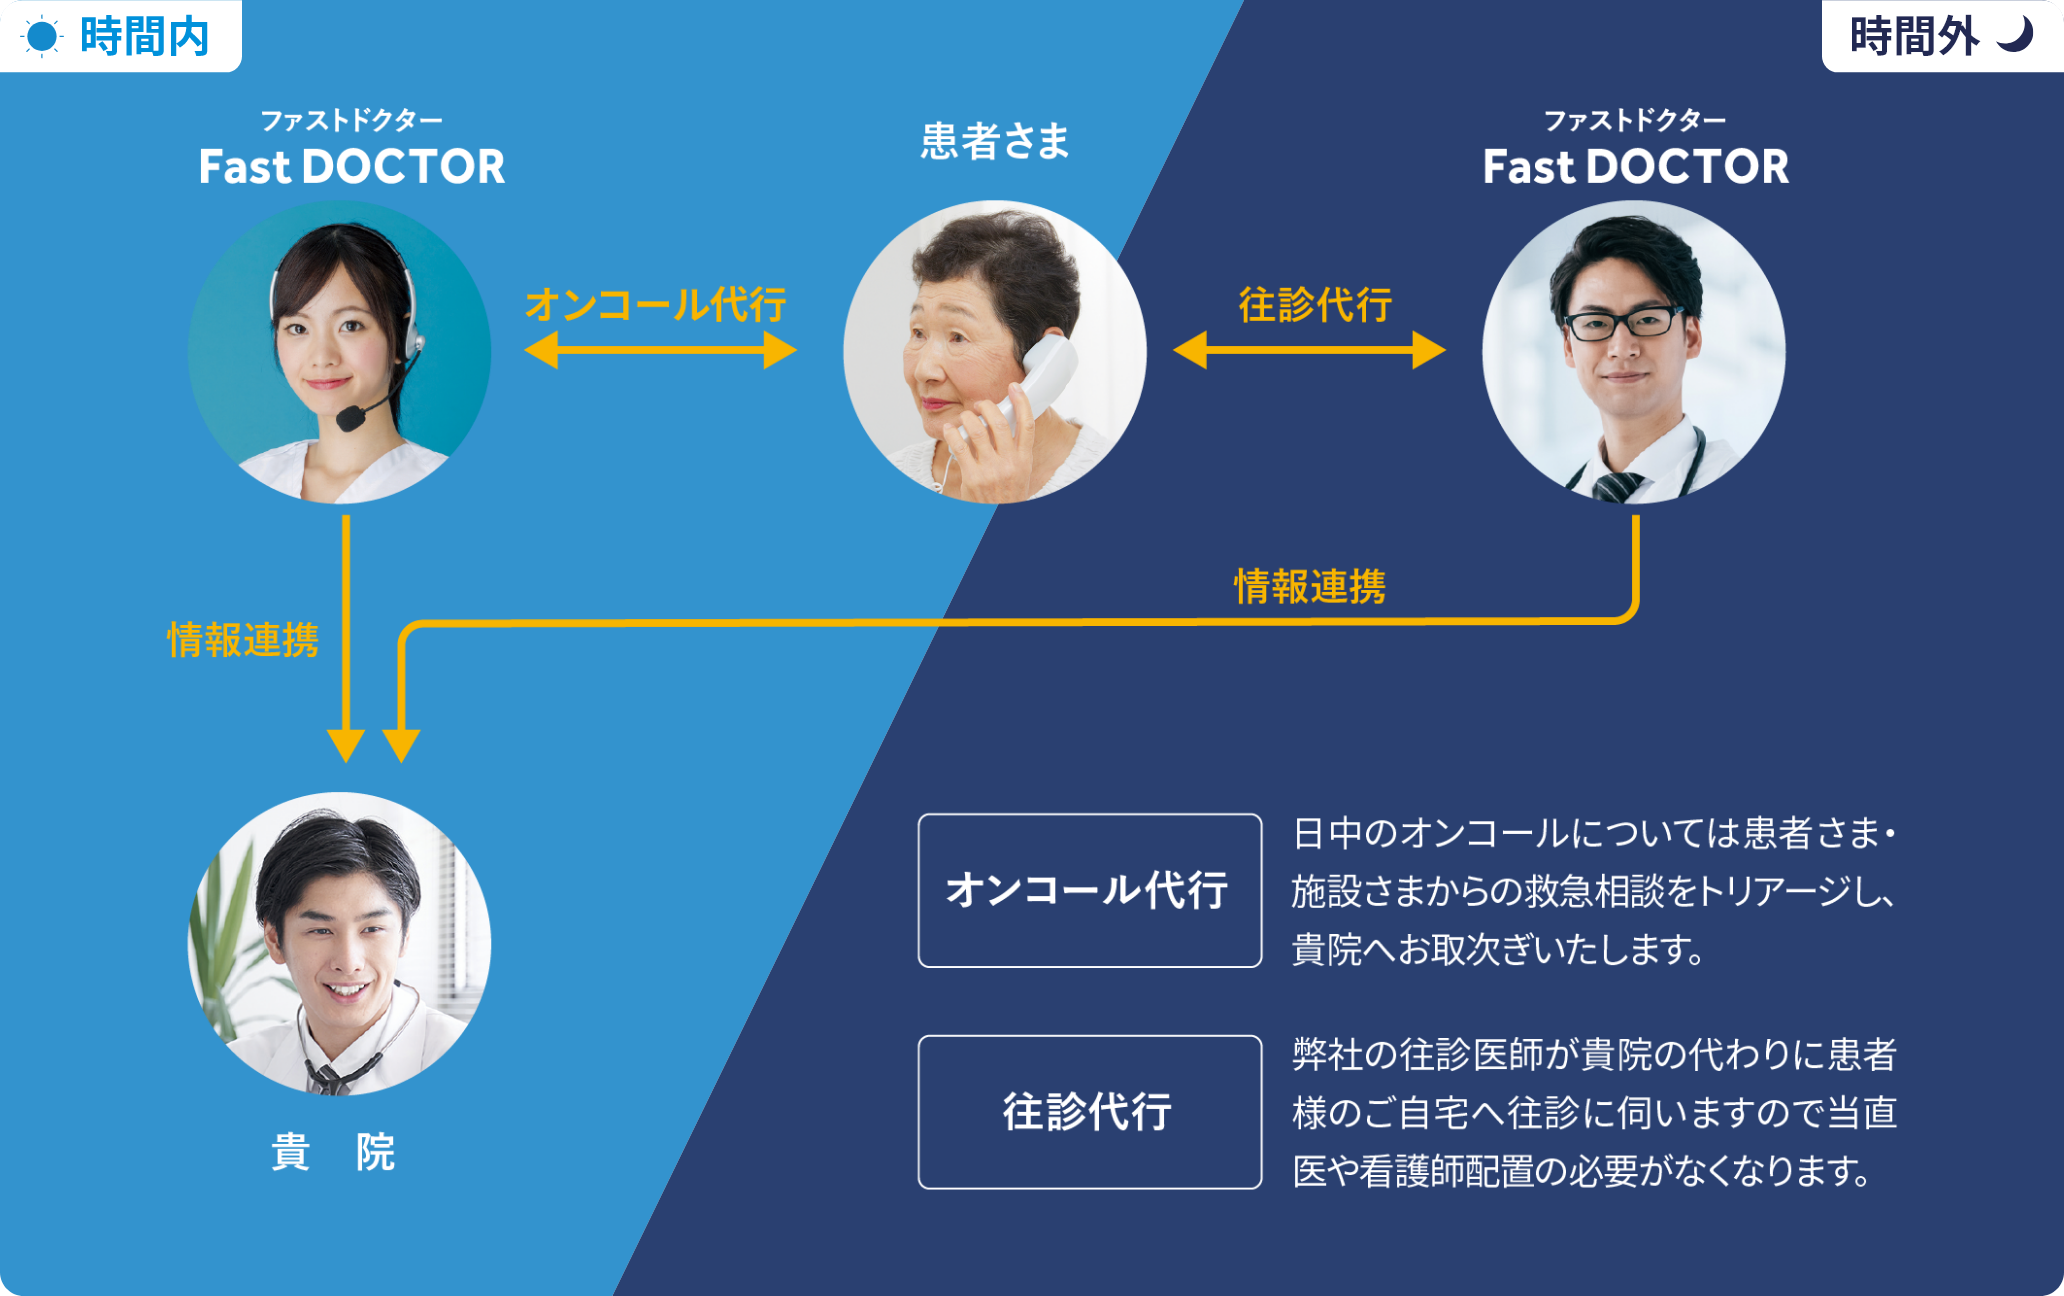 時間内
時間外
ファストドクター
Fast DOCTOR
患者さま
ファストドクター
Fast DOCTOR
オンコール代行
往診代行
情報連携
情報連携
貴 院
オンコール代行
日中のオンコールについては患者さま・
施設さまからの救急相談をトリアージし、
貴院へお取次ぎいたします。
往診代行
弊社の往診医師が貴院の代わりに患者
様のご自宅へ往診に伺いますので当直
医や看護師配置の必要がなくなります。